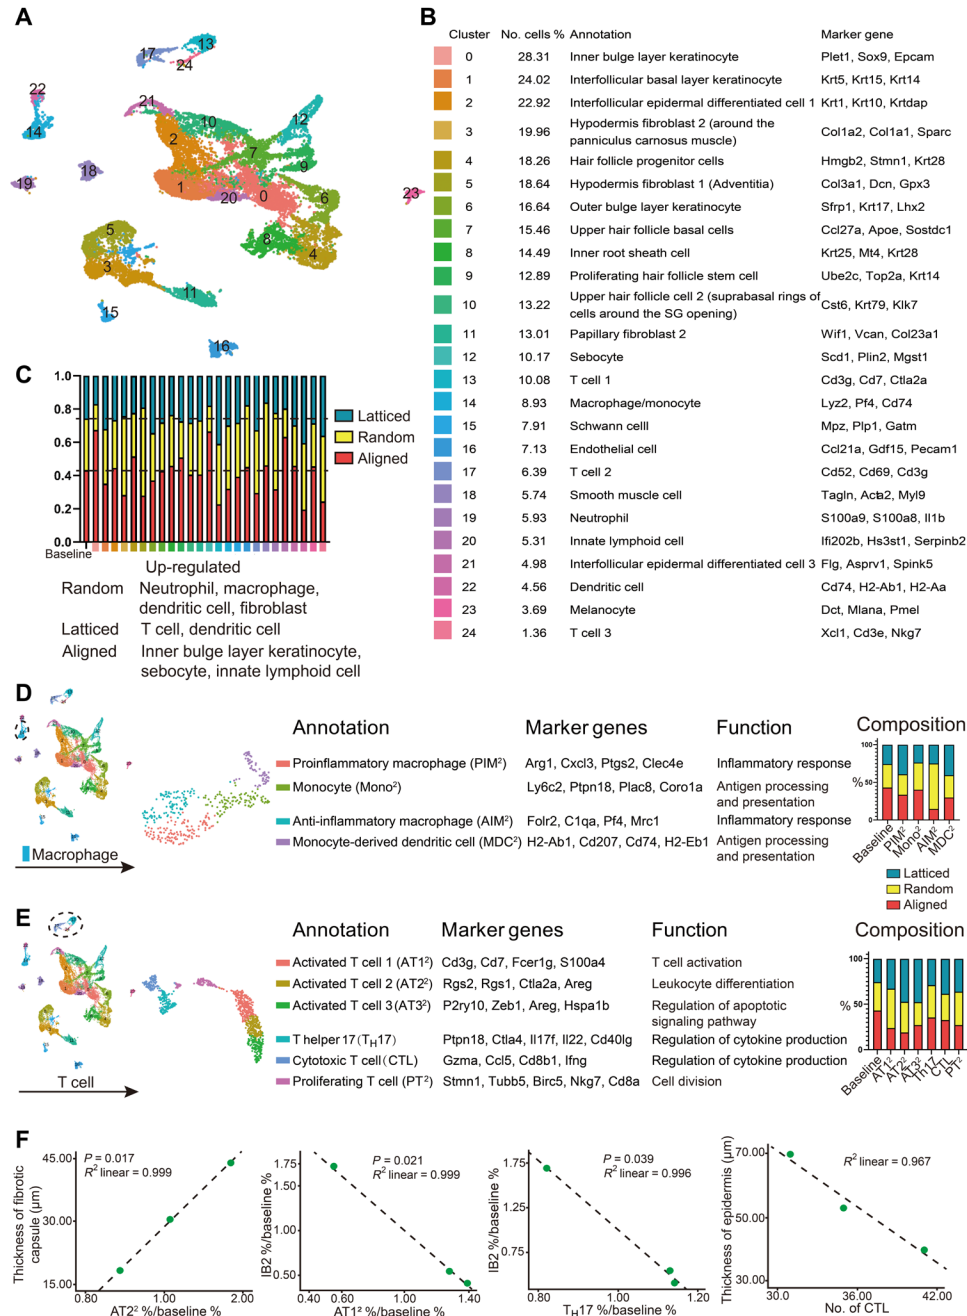 A
17
13
24
22
14
21
10
12
2
7
9
18
19
1
20
0
6
23
5
8
4
3
11
15
16
B
Cluster No. cells % Annotation Marker gene
0 28.31 Inner bulge layer keratinocyte Plet1, Sox9, Epcam
1 24.02 Interfollicular basal layer keratinocyte Krt5, Krt15, Krt14
2 22.92 Interfollicular epidermal differentiated cell 1 Krt1, Krt10, Krtdap
3 19.96 Hypodermis fibroblast 2 (around the panniculus carnosus muscle) Col1a2, Col1a1, Sparc
4 18.26 Hair follicle progenitor cells Hmgb2, Stmn1, Krt28
5 18.64 Hypodermis fibroblast 1 (Adventitia) Col3a1, Dcn, Gpx3
6 16.64 Outer bulge layer keratinocyte Sfrp1, Krt17, Lhx2
7 15.46 Upper hair follicle basal cells Ccl27a, Apoe, Sostdc1
8 14.49 Inner root sheath cell Krt25, Mt4, Krt28
9 12.89 Proliferating hair follicle stem cell Ube2c, Top2a, Krt14
10 13.22 Upper hair follicle cell 2 (suprabasal rings of cells around the SG opening) Cst6, Krt79, Klk7
11 13.01 Papillary fibroblast 2 Wif1, Vcan, Col23a1
12 10.17 Sebocyte Scd1, Plin2, Mgst1
13 10.08 T cell 1 Cd3g, Cd7, Ctla2a
14 8.93 Macrophage/monocyte Lyz2, Pf4, Cd74
15 7.91 Schwann celll Mpz, Plp1, Gatm
16 7.13 Endothelial cell Ccl21a, Gdf15, Pecam1
17 6.39 T cell 2 Cd52, Cd69, Cd3g
18 5.74 Smooth muscle cell Tagln, Acta2, Myl9
19 5.93 Neutrophil S100a9, S100a8, Il1b
20 5.31 Innate lymphoid cell Ifi202b, Hs3st1, Serpinb2
21 4.98 Interfollicular epidermal differentiated cell 3 Flg, Asprv1, Spink5
22 4.56 Dendritic cell Cd74, H2-Ab1, H2-Aa
23 3.69 Melanocyte Dct, Mlana, Pmel
24 1.36 T cell 3 Xcl1, Cd3e, Nkg7
C
1.0
0.8
0.6
0.4
0.2
0.0
Baseline
Latticed
Random
Aligned
Up-regulated
Random Neutrophil, macrophage,
dendritic cell, fibroblast
Latticed T cell, dendritic cell
Aligned Inner bulge layer keratinocyte,
sebocyte, innate lymphoid cell
D
Macrophage
Annotation Marker genes Function Composition
Proinflammatory macrophage (PIM²) Arg1, Cxcl3, Ptgs2, Clec4e Inflammatory response
Monocyte (Mono²) Ly6c2, Ptpn18, Plac8, Coro1a Antigen processing
and presentation
Anti-inflammatory macrophage (AIM²) Folr2, C1qa, Pf4, Mrc1 Inflammatory response
Monocyte-derived dendritic cell (MDC²) H2-Ab1, Cd207, Cd74, H2-Eb1 Antigen processing
and presentation
100
%50
0
Baseline
PIM²
Mono²
AIM²
MDC²
Latticed
Random
Aligned
E
T cell
Annotation Marker genes Function Composition
Activated T cell 1 (AT1²) Cd3g, Cd7, Fcer1g, S100a4 T cell activation
Activated T cell 2 (AT2²) Rgs2, Rgs1, Ctla2a, Areg Leukocyte differentiation
Activated T cell 3 (AT3²) P2ry10, Zeb1, Areg, Hspa1b Regulation of apoptotic
signaling pathway
T helper 17 (TH17) Ptpn18, Ctla4, Il17f, Il22, Cd40lg Regulation of cytokine production
Cytotoxic T cell (CTL) Gzma, Ccl5, Cd8b1, Ifng Regulation of cytokine production
Proliferating T cell (PT²) Stmn1, Tubb5, Birc5, Nkg7, Cd8a Cell division
100
%50
0
Baseline
AT1²
AT2²
AT3²
Th17
CTL
PT²
F
Thickness of fibrotic
capsule (μm)
45.00
30.00
15.00
P = 0.017
R² linear = 0.999
0.80 1.20 2.00
AT2² %/baseline %
IB2 %/baseline %
1.75
1.50
1.00
0.50
P = 0.021
R² linear = 0.999
0.40 0.60 1.00 1.40
AT1² %/baseline %
IB2 %/baseline %
1.75
1.25
0.75
P = 0.039
R² linear = 0.996
0.80 1.00 1.20
TH17 %/baseline %
Thickness of epidermis (μm)
70.00
50.00
30.00
R² linear = 0.967
30.0 36.00 42.00
No. of CTL